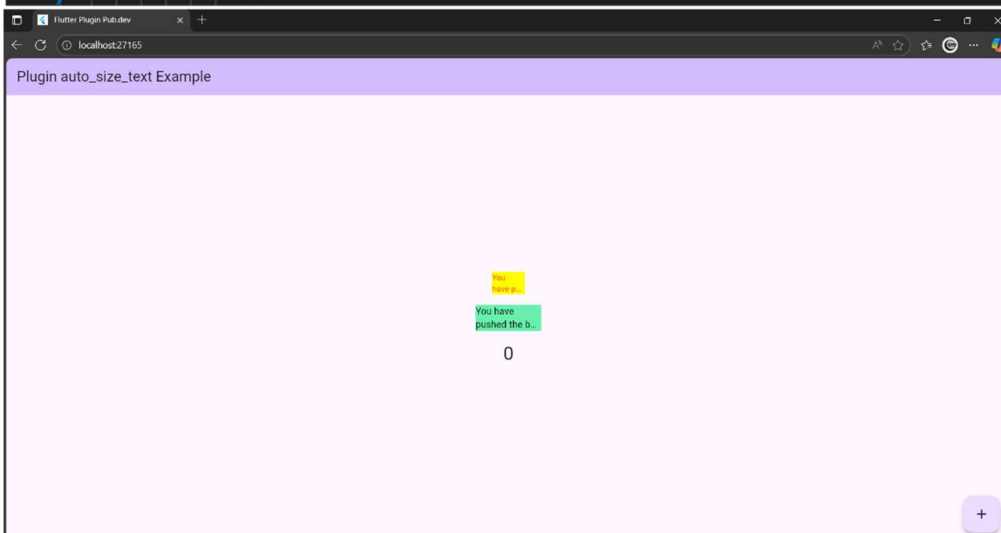 Flutter Plugin Pub.dev
localhost:27165
Plugin auto_size_text Example
You
have p...
You have
pushed the b...
0
+